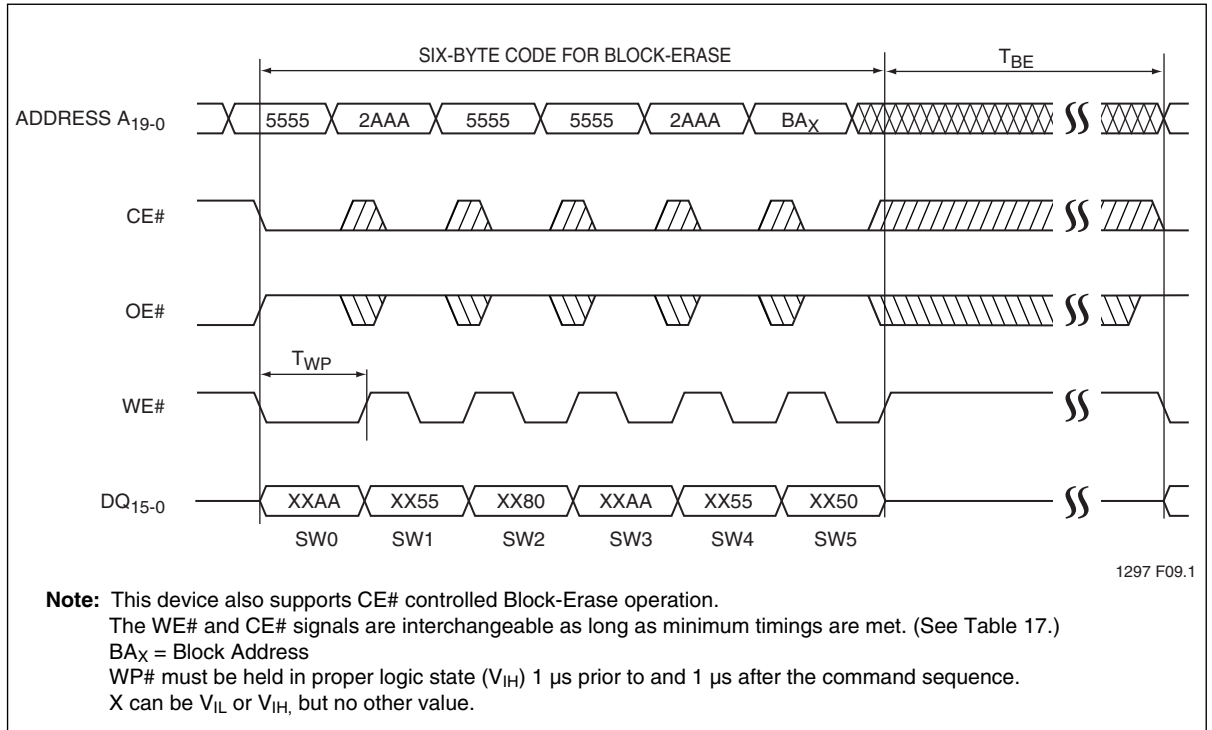 SIX-BYTE CODE FOR BLOCK-ERASE TBE
ADDRESS A19-0 5555 2AAA 5555 5555 2AAA BAX
CE#
OE#
TWP
WE#
DQ15-0 XXAA XX55 XX80 XXAA XX55 XX50
SW0 SW1 SW2 SW3 SW4 SW5
1297 F09.1
Note: This device also supports CE# controlled Block-Erase operation.
The WE# and CE# signals are interchangeable as long as minimum timings are met. (See Table 17.)
BAX = Block Address
WP# must be held in proper logic state (VIH) 1 µs prior to and 1 µs after the command sequence.
X can be VIL or VIH, but no other value.